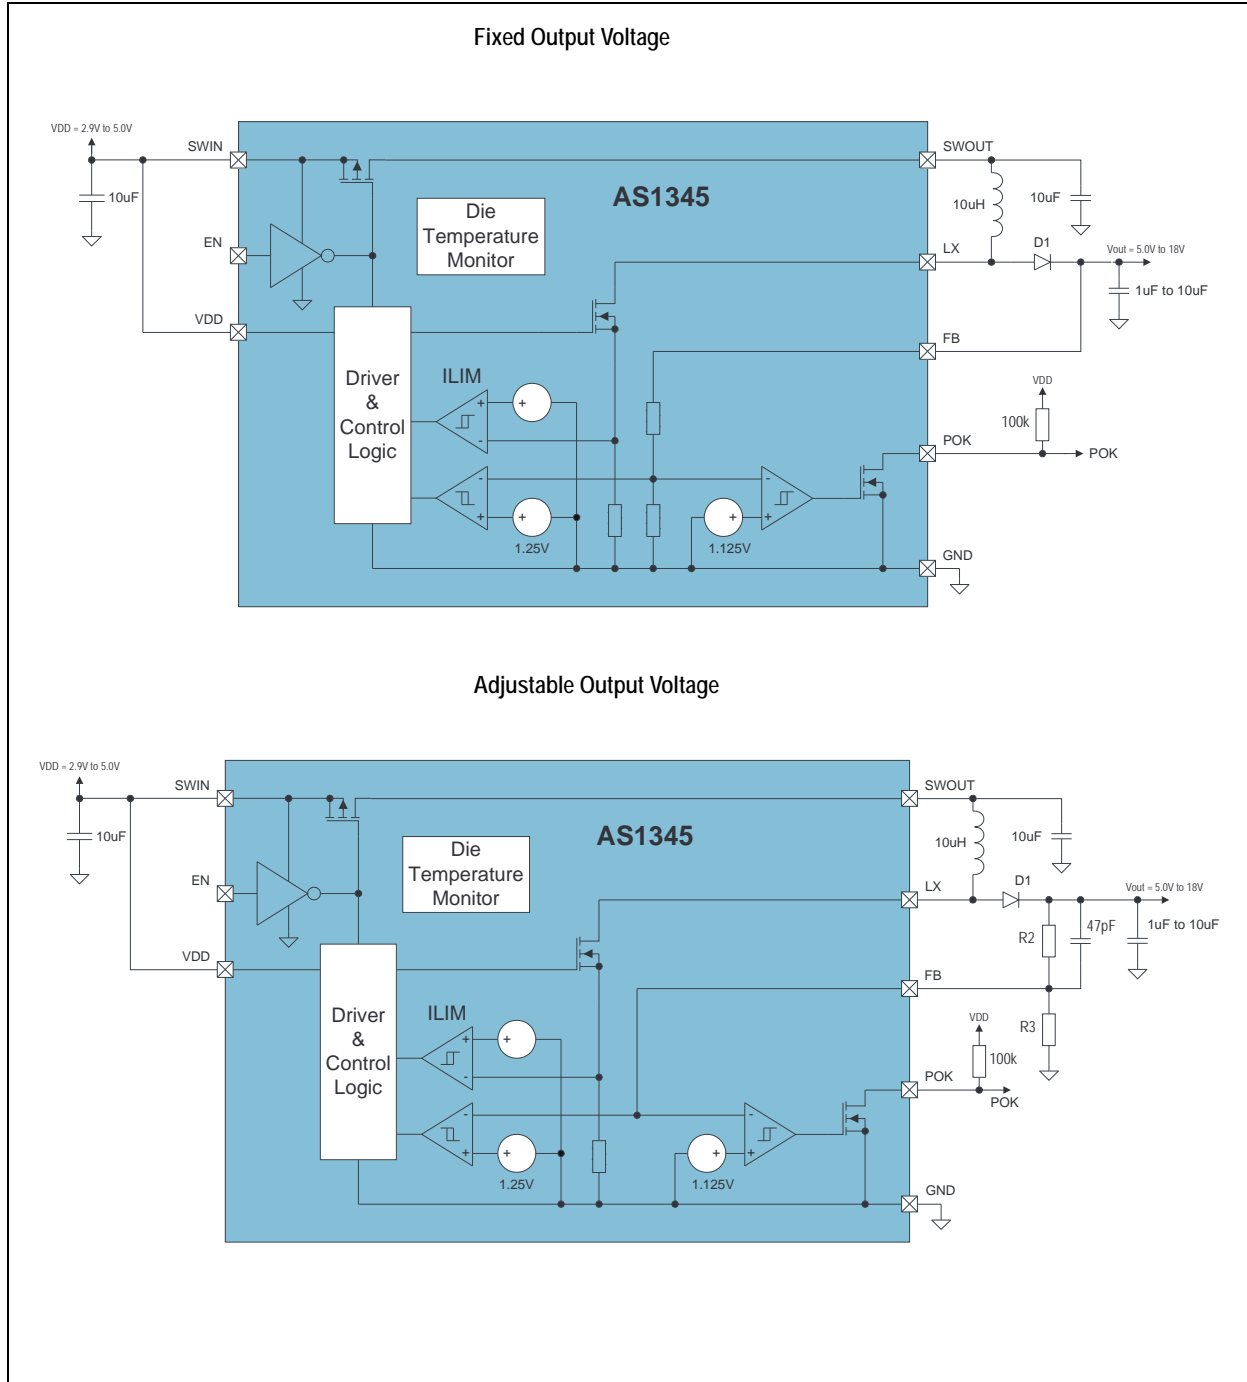 Fixed Output Voltage
VDD = 2.9V to 5.0V
SWIN
SWOUT
10uF
AS1345
10uH
10uF
Die
Temperature
Monitor
EN
LX
D1
Vout = 5.0V to 18V
1uF to 10uF
VDD
FB
Driver
&
Control
Logic
ILIM
+
+
-
VDD
100k
POK
POK
-
+
+
1.25V
-
+
+
1.125V
GND
Adjustable Output Voltage
VDD = 2.9V to 5.0V
SWIN
SWOUT
10uF
AS1345
10uH
10uF
Die
Temperature
Monitor
EN
LX
D1
Vout = 5.0V to 18V
47pF
1uF to 10uF
R2
VDD
FB
Driver
&
Control
Logic
ILIM
+
+
-
VDD
R3
100k
POK
POK
-
+
+
1.25V
-
+
+
1.125V
GND